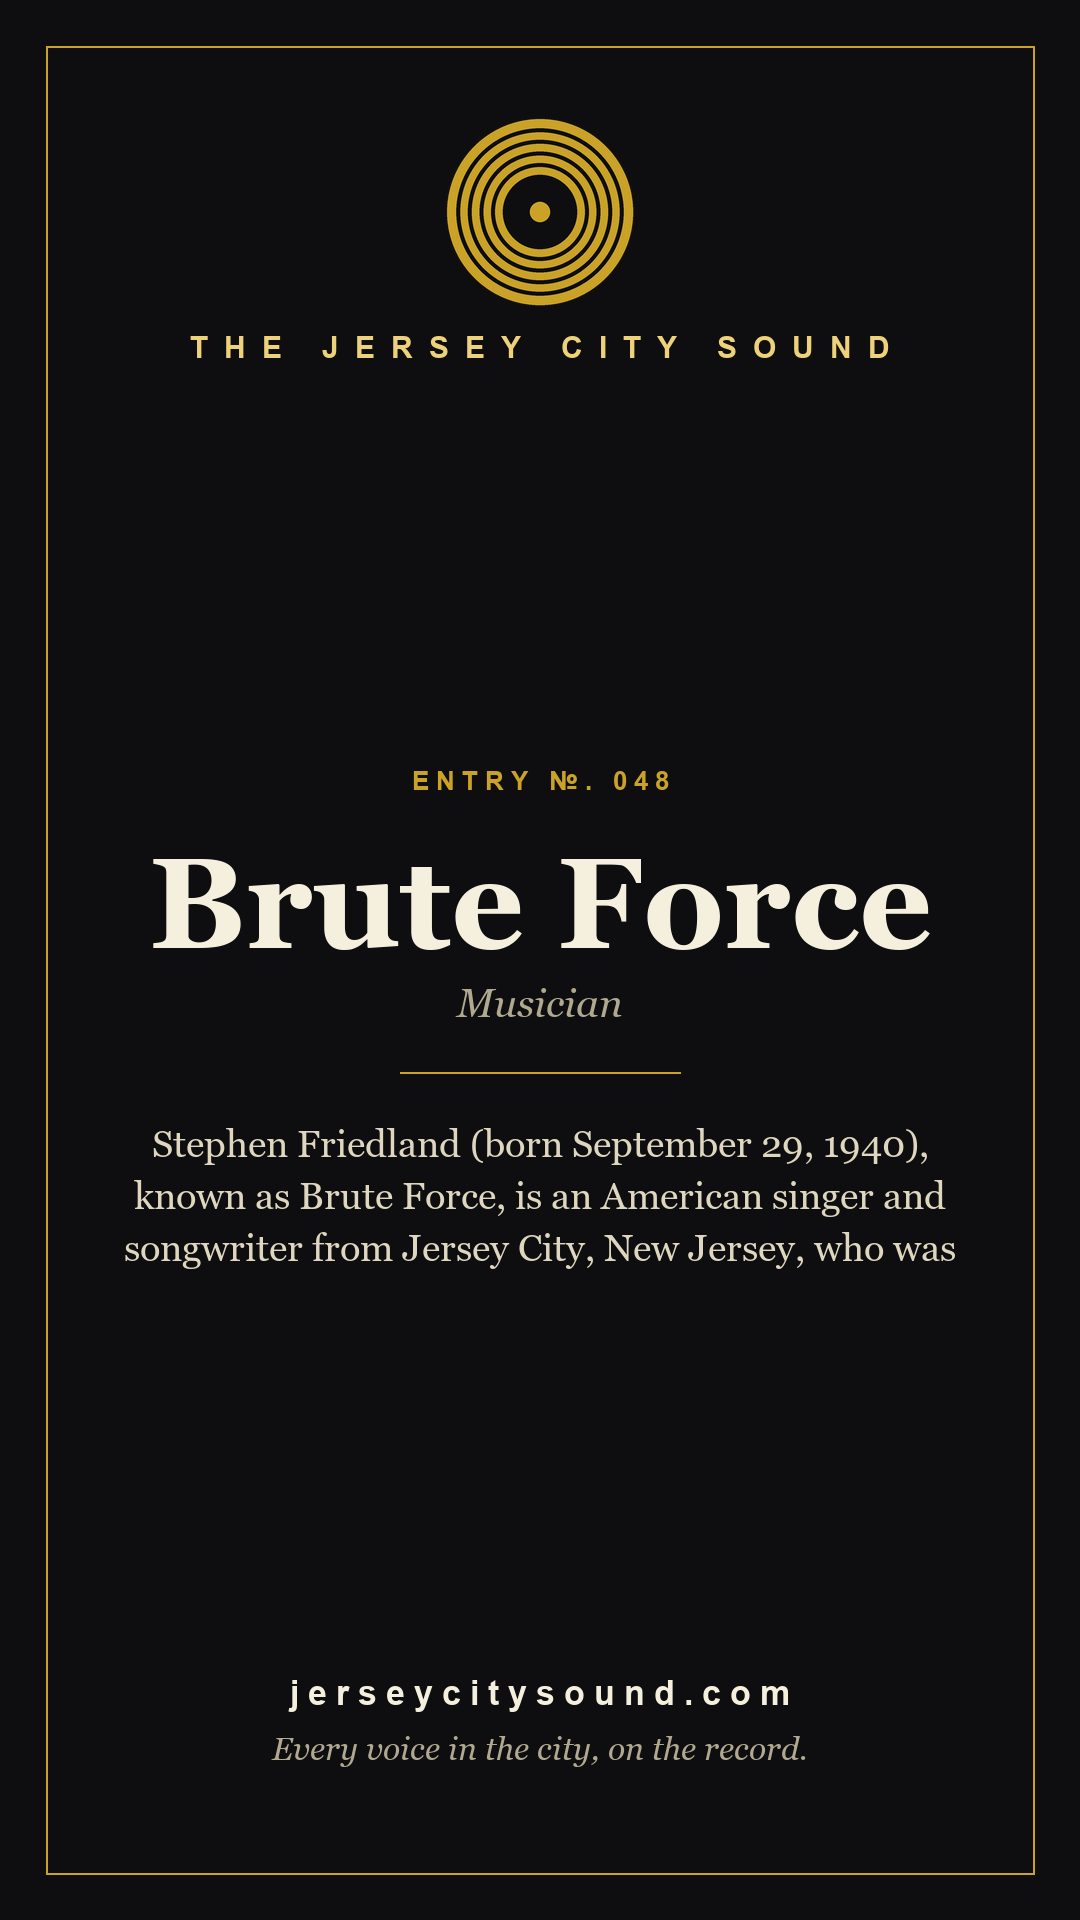 THE JERSEY CITY SOUND
ENTRY №. 048
Brute Force
Musician
Stephen Friedland (born September 29, 1940),
known as Brute Force, is an American singer and
songwriter from Jersey City, New Jersey, who was
jerseycitysound.com
Every voice in the city, on the record.